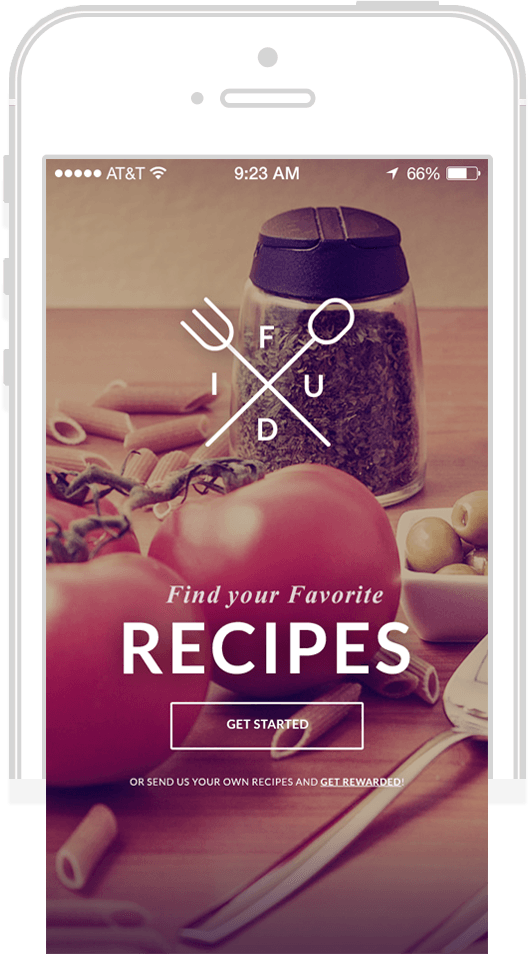 AT&T 9:23 AM 66%
F
I U
D
Find your Favorite
RECIPES
GET STARTED
OR SEND US YOUR OWN RECIPES AND GET REWARDED!